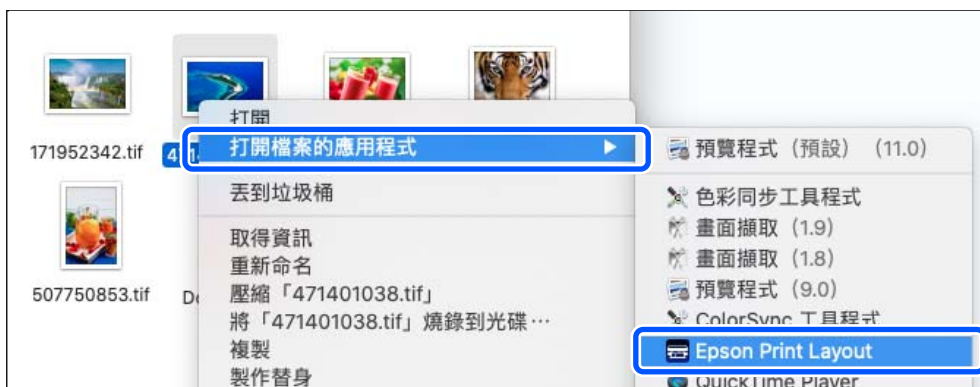 打開
打開檔案的應用程式
171952342.tif
丟到垃圾桶
取得資訊
重新命名
507750853.tif
壓縮「471401038.tif」
將「471401038.tif」燒錄到光碟…
複製
製作替身
預覽程式（預設）（11.0）
色彩同步工具程式
畫面擷取（1.9）
畫面擷取（1.8）
預覽程式（9.0）
ColorSync 工具程式
Epson Print Layout
QuickTime Player